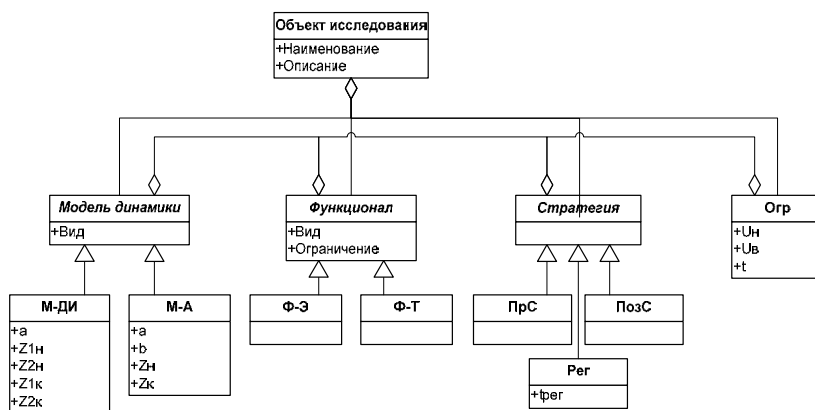 Объект исследования
+Наименование
+Описание
Модель динамики
+Вид
Функционал
+Вид
+Ограничение
Стратегия
Огр
+Uн
+Uв
+t
М-ДИ
+a
+Z1н
+Z2н
+Z1к
+Z2к
М-А
+a
+b
+Zн
+Zк
Ф-Э
Ф-Т
ПрС
ПозС
Рег
+tрег